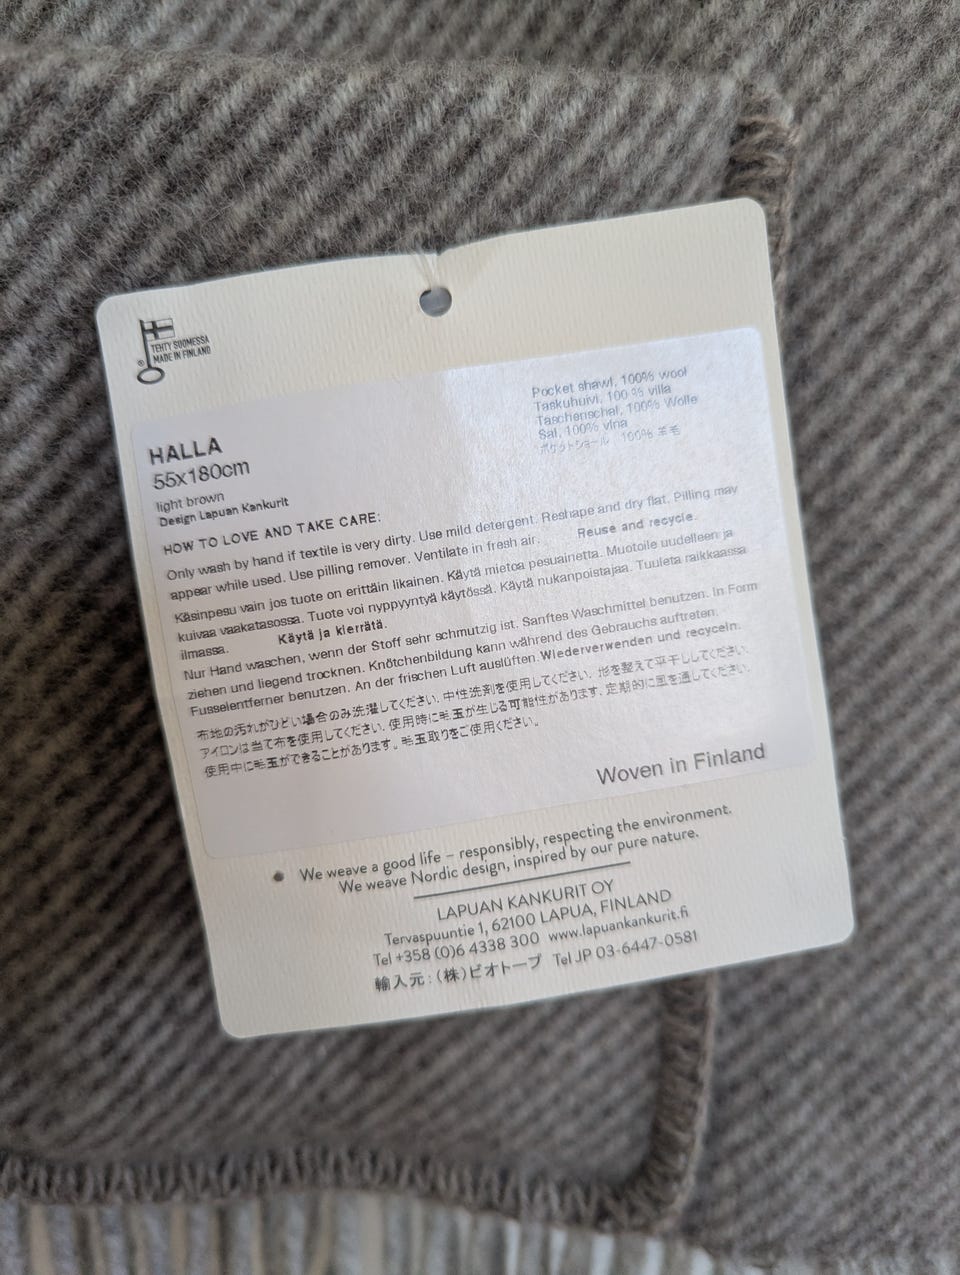 TEHTY SUOMESSA
MADE IN FINLAND
HALLA
55x180cm
light brown
Design Lapuan Kankurit
Pocket shawl, 100% wool
Taskuhuivi, 100 % villa
Taschenschal, 100% Wolle
Sal, 100% vlna
ポケットショール 100% 羊毛
HOW TO LOVE AND TAKE CARE:
Only wash by hand if textile is very dirty. Use mild detergent. Reshape and dry flat. Pilling may
appear while used. Use pilling remover. Ventilate in fresh air. Reuse and recycle.
Käsinpesu vain jos tuote on erittäin likainen. Käytä mietoa pesuainetta. Muotoile uudelleen ja
kuivaa vaakatasossa. Tuote voi nyppyyntyä käytössä. Käytä nukanpoistajaa. Tuuleta raikkaassa
ilmassa. Käytä ja kierrätä.
Nur Hand waschen, wenn der Stoff sehr schmutzig ist. Sanftes Waschmittel benutzen. In Form
ziehen und liegend trocknen. Knötchenbildung kann während des Gebrauchs auftreten.
Fusselentferner benutzen. An der frischen Luft auslüften. Wiederverwenden und recyceln.
布地の汚れがひどい場合のみ洗濯してください. 中性洗剤を使用してください. 形を整えて平干ししてください.
アイロンは当て布を使用してください. 使用時に毛玉が生じる可能性があります. 定期的に風を通してください.
使用中に毛玉ができることがあります。毛玉取りをご使用ください。
Woven in Finland
We weave a good life – responsibly, respecting the environment.
We weave Nordic design, inspired by our pure nature.
LAPUAN KANKURIT OY
Tervaspuuntie 1, 62100 LAPUA, FINLAND
Tel +358 (0)6 4338 300 www.lapuankankurit.fi
輸入元:(株)ビオトープ Tel JP 03-6447-0581